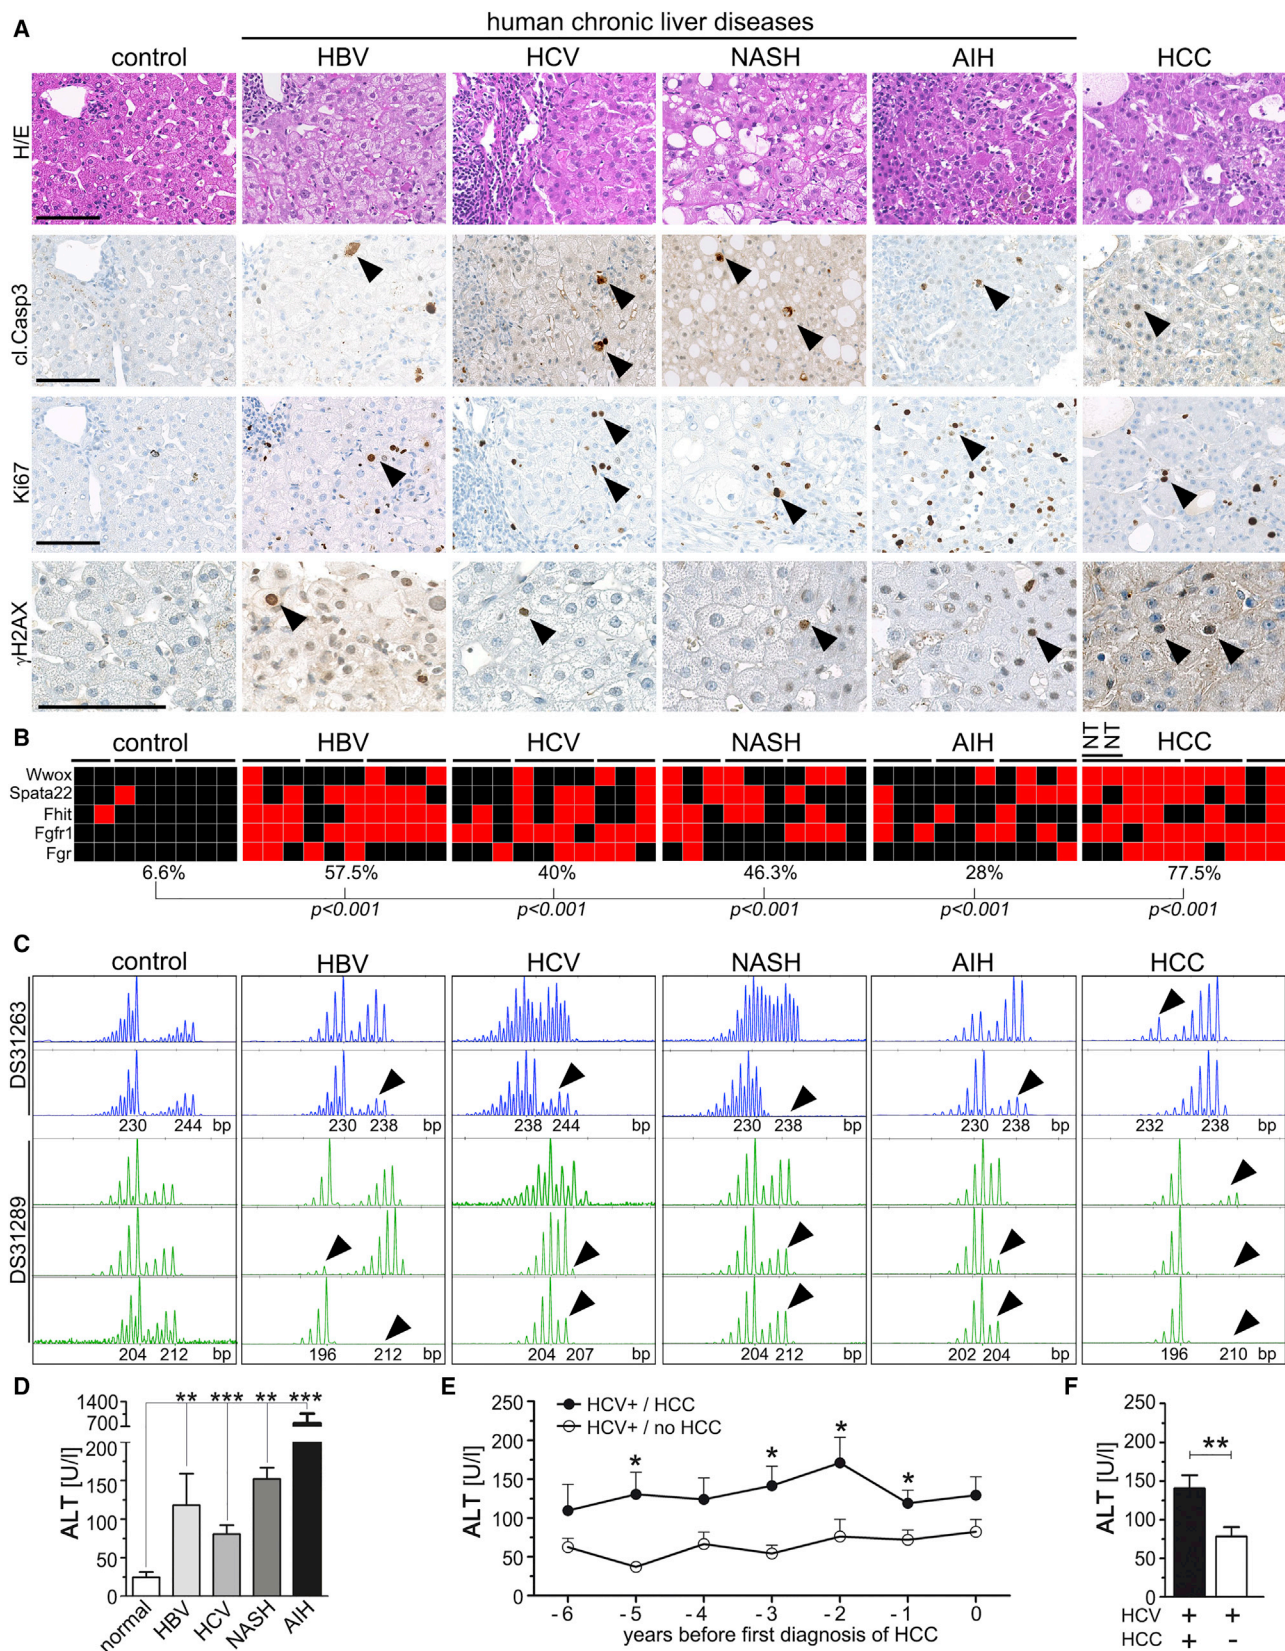 A
human chronic liver diseases
control HBV HCV NASH AIH HCC
H/E
cl.Casp3
Ki67
γH2AX
B
control HBV HCV NASH AIH NT NT HCC
Wwox
Spata22
Fhit
Fgfr1
Fgr
6.6% 57.5% 40% 46.3% 28% 77.5%
p<0.001 p<0.001 p<0.001 p<0.001 p<0.001
C
control HBV HCV NASH AIH HCC
DS31263
230 244 bp 230 238 bp 238 244 bp 230 238 bp 230 238 bp 232 238 bp
DS31289
204 212 bp 196 212 bp 204 207 bp 204 212 bp 202 204 bp 196 210 bp
D
ALT [U/l]
1400
700
200
150
100
50
0
** *** ** ***
normal HBV HCV NASH AIH
E
ALT [U/l]
250
200
150
100
50
0
HCV+ / HCC
HCV+ / no HCC
* * * *
-6 -5 -4 -3 -2 -1 0
years before first diagnosis of HCC
F
ALT [U/l]
250
200
150
100
50
0
**
HCV + +
HCC + -